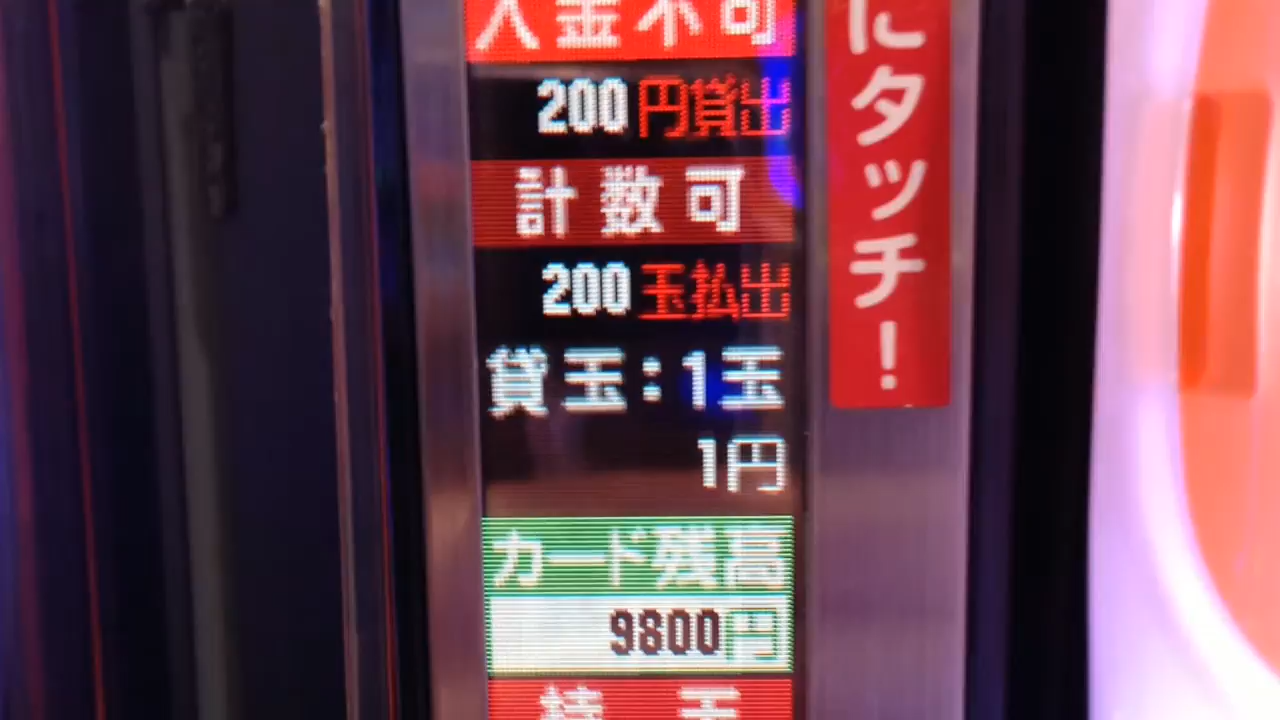 入金不可
200円貸出
計数可
200玉払出
貸玉:1玉
1円
カード残高
9800円
持玉
にタッチ!